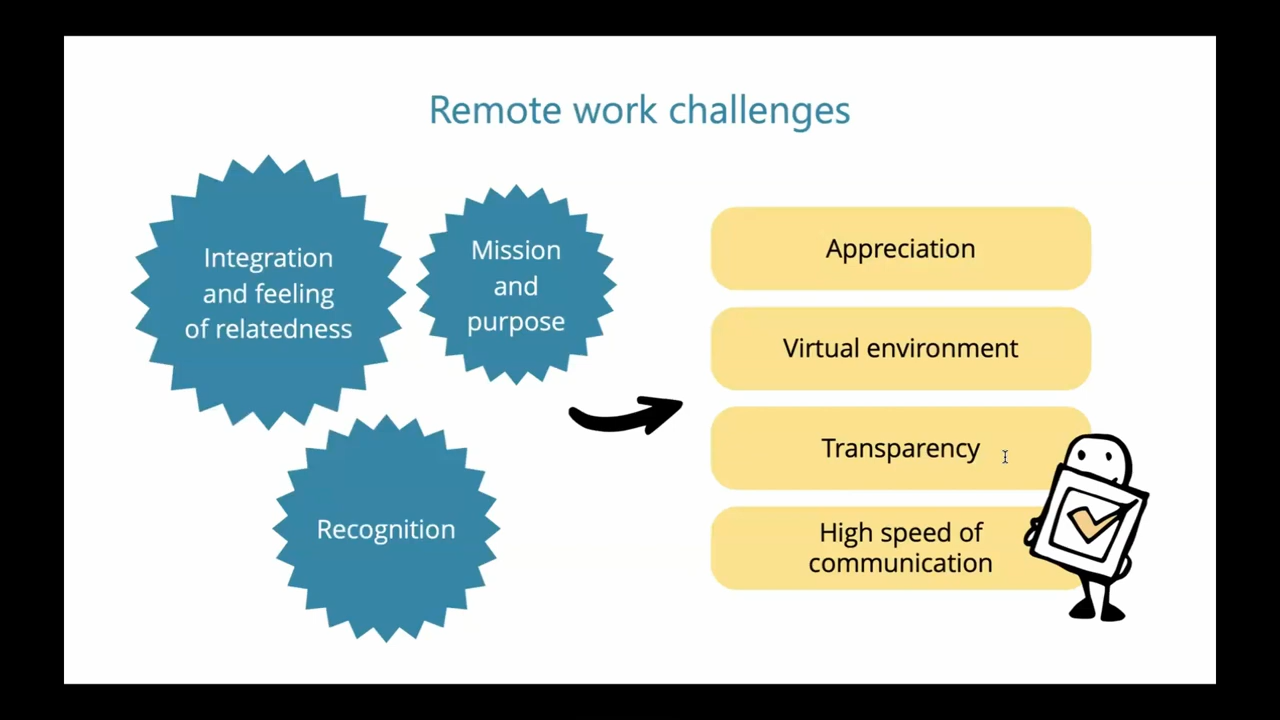 Remote work challenges
Integration
and feeling
of relatedness
Mission
and
purpose
Recognition
Appreciation
Virtual environment
Transparency
High speed of
communication